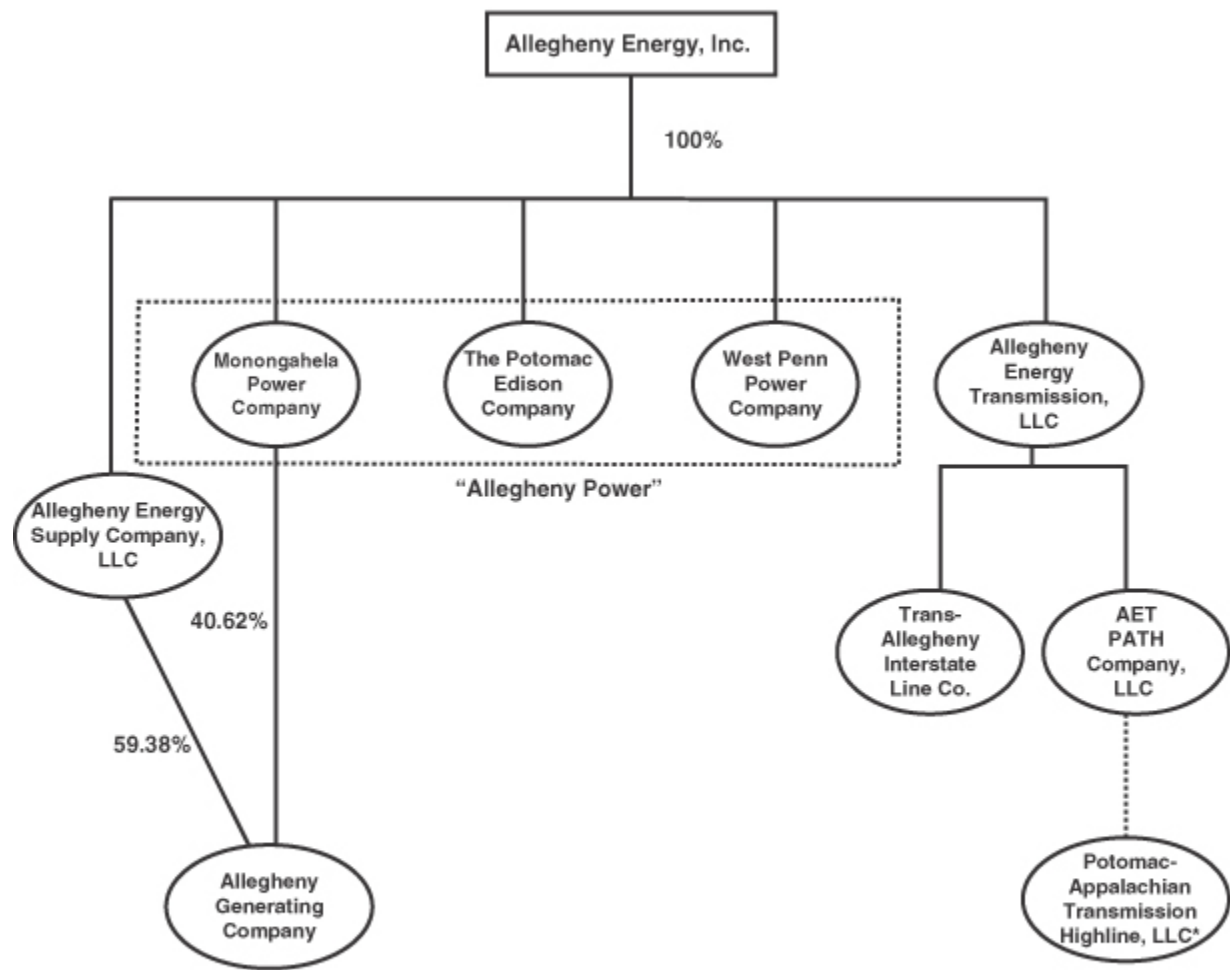 Allegheny Energy, Inc.
100%
Monongahela
Power
Company
The Potomac
Edison
Company
West Penn
Power
Company
Allegheny
Energy
Transmission,
LLC
“Allegheny Power”
Allegheny Energy
Supply Company,
LLC
40.62%
59.38%
Trans-
Allegheny
Interstate
Line Co.
AET
PATH
Company,
LLC
Allegheny
Generating
Company
Potomac-
Appalachian
Transmission
Highline, LLC*